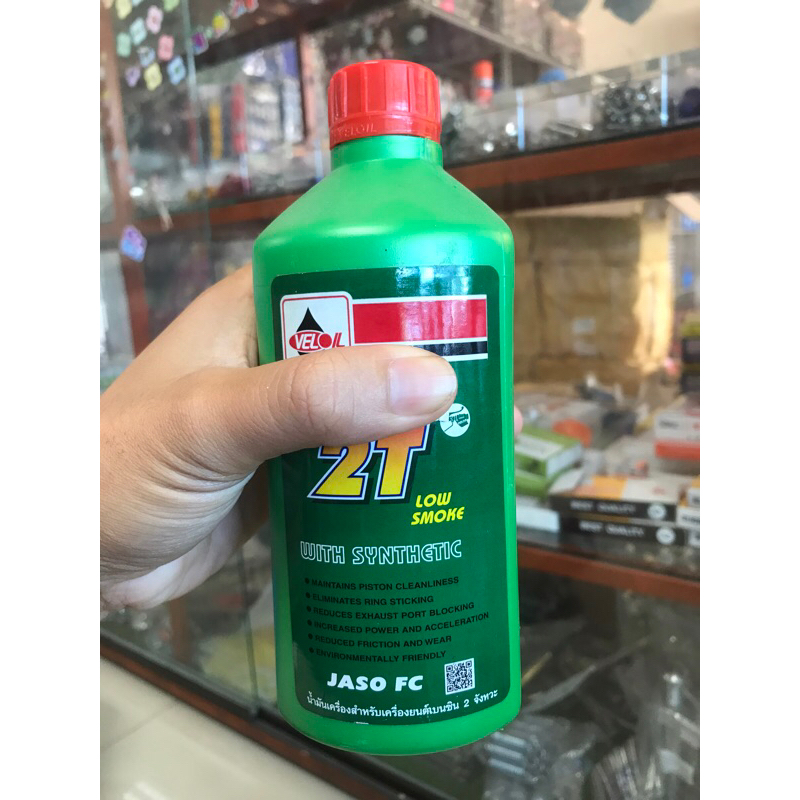 VELOIL
VELOIL
2T
LOW
SMOKE
WITH SYNTHETIC
• MAINTAINS PISTON CLEANLINESS
• ELIMINATES RING STICKING
• REDUCES EXHAUST PORT BLOCKING
• INCREASED POWER AND ACCELERATION
• REDUCED FRICTION AND WEAR
• ENVIRONMENTALLY FRIENDLY
JASO FC
น้ำมันเครื่องสำหรับเครื่องยนต์เบนซิน 2 จังหวะ
BEST QUALITY